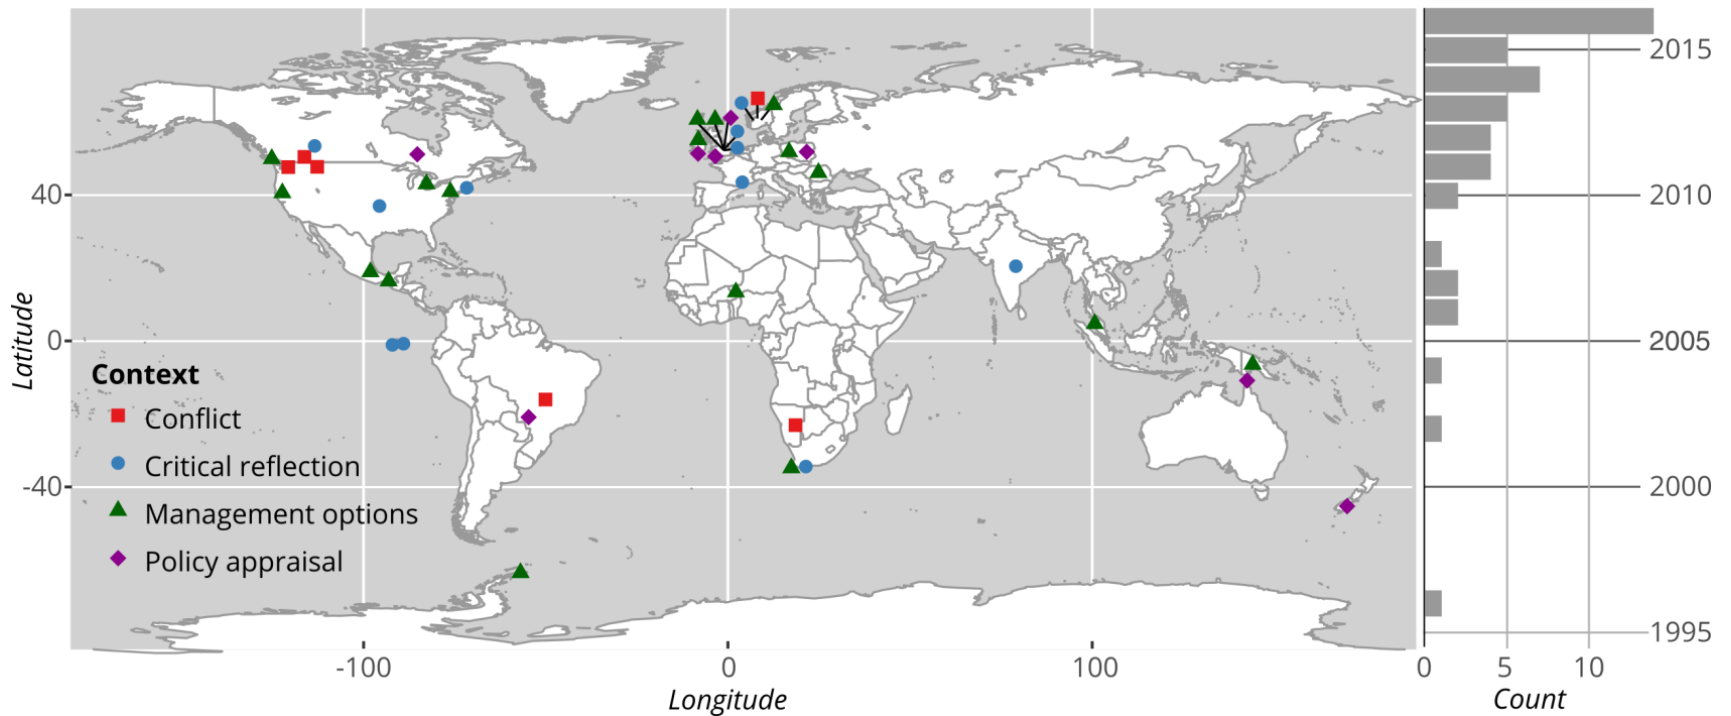 2015
40
2010
Latitude
0
2005
Context
Conflict
Critical reflection
-40
2000
Management options
Policy appraisal
1995
-100
0
100
0
5
10
Longitude
Count